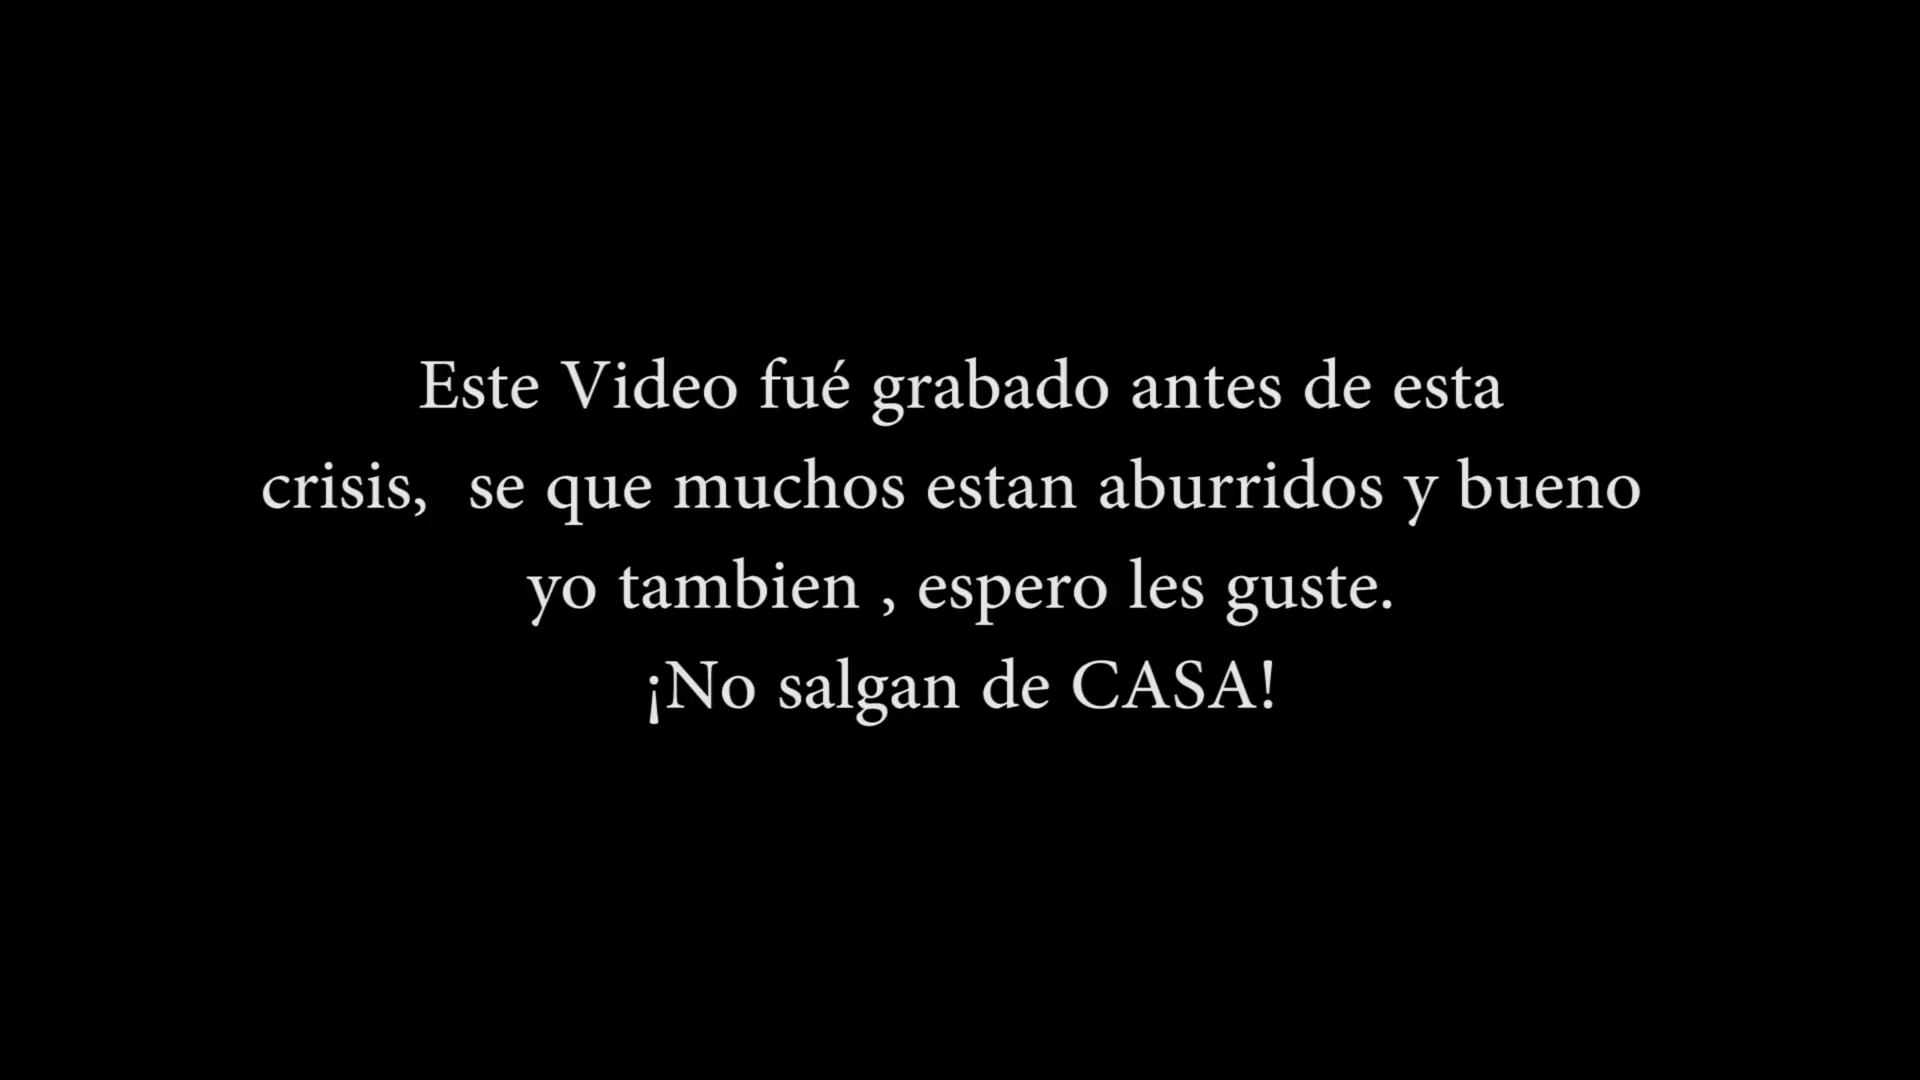 Este Video fué grabado antes de esta
crisis,  se que muchos estan aburridos y bueno
yo tambien , espero les guste.
¡No salgan de CASA!